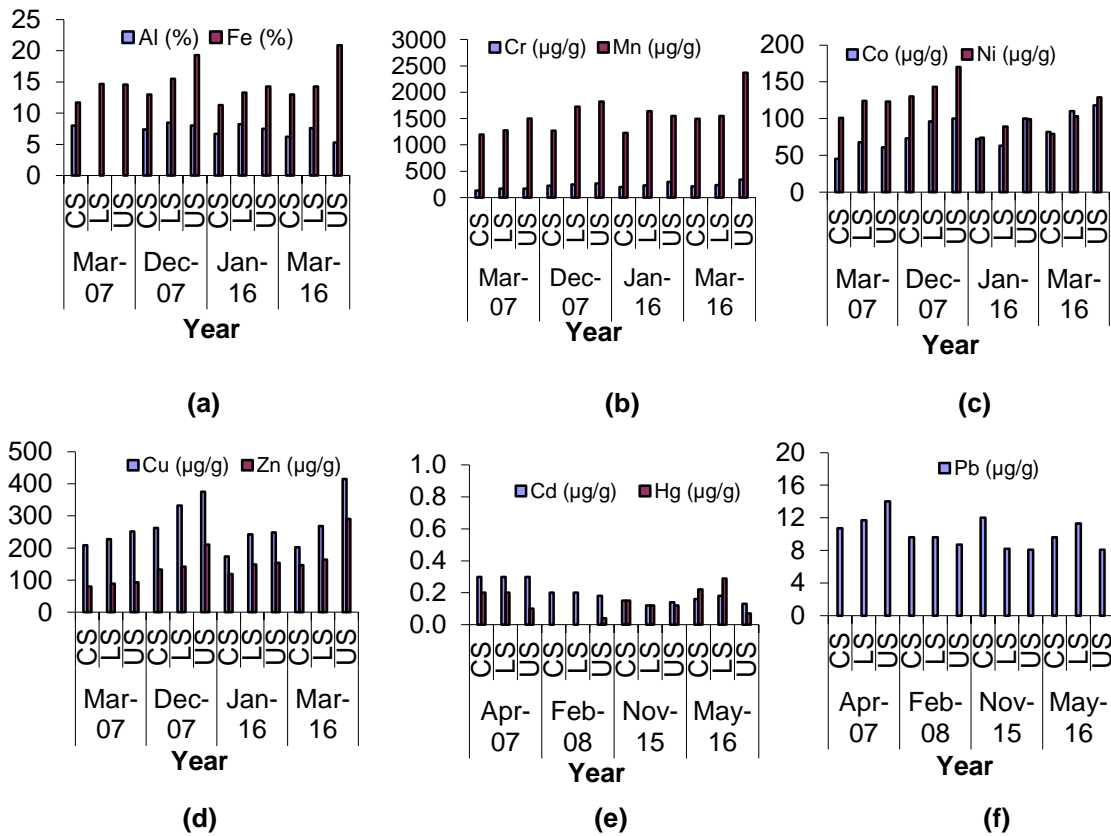 25
20
15
10
5
0
Al (%) Fe (%)
CS LS US CS LS US CS LS US CS LS US
Mar-07 Dec-07 Jan-16 Mar-16
Year
(a)
3000
2500
2000
1500
1000
500
0
Cr (µg/g) Mn (µg/g)
CS LS US CS LS US CS LS US CS LS US
Mar-07 Dec-07 Jan-16 Mar-16
Year
(b)
200
150
100
50
0
Co (µg/g) Ni (µg/g)
CS LS US CS LS US CS LS US CS LS US
Mar-07 Dec-07 Jan-16 Mar-16
Year
(c)
500
400
300
200
100
0
Cu (µg/g) Zn (µg/g)
CS LS US CS LS US CS LS US CS LS US
Mar-07 Dec-07 Jan-16 Mar-16
Year
(d)
1.0
0.8
0.6
0.4
0.2
0.0
Cd (µg/g) Hg (µg/g)
CS LS US CS LS US CS LS US CS LS US
Apr-07 Feb-08 Nov-15 May-16
Year
(e)
20
16
12
8
4
0
Pb (µg/g)
CS LS US CS LS US CS LS US CS LS US
Apr-07 Feb-08 Nov-15 May-16
Year
(f)